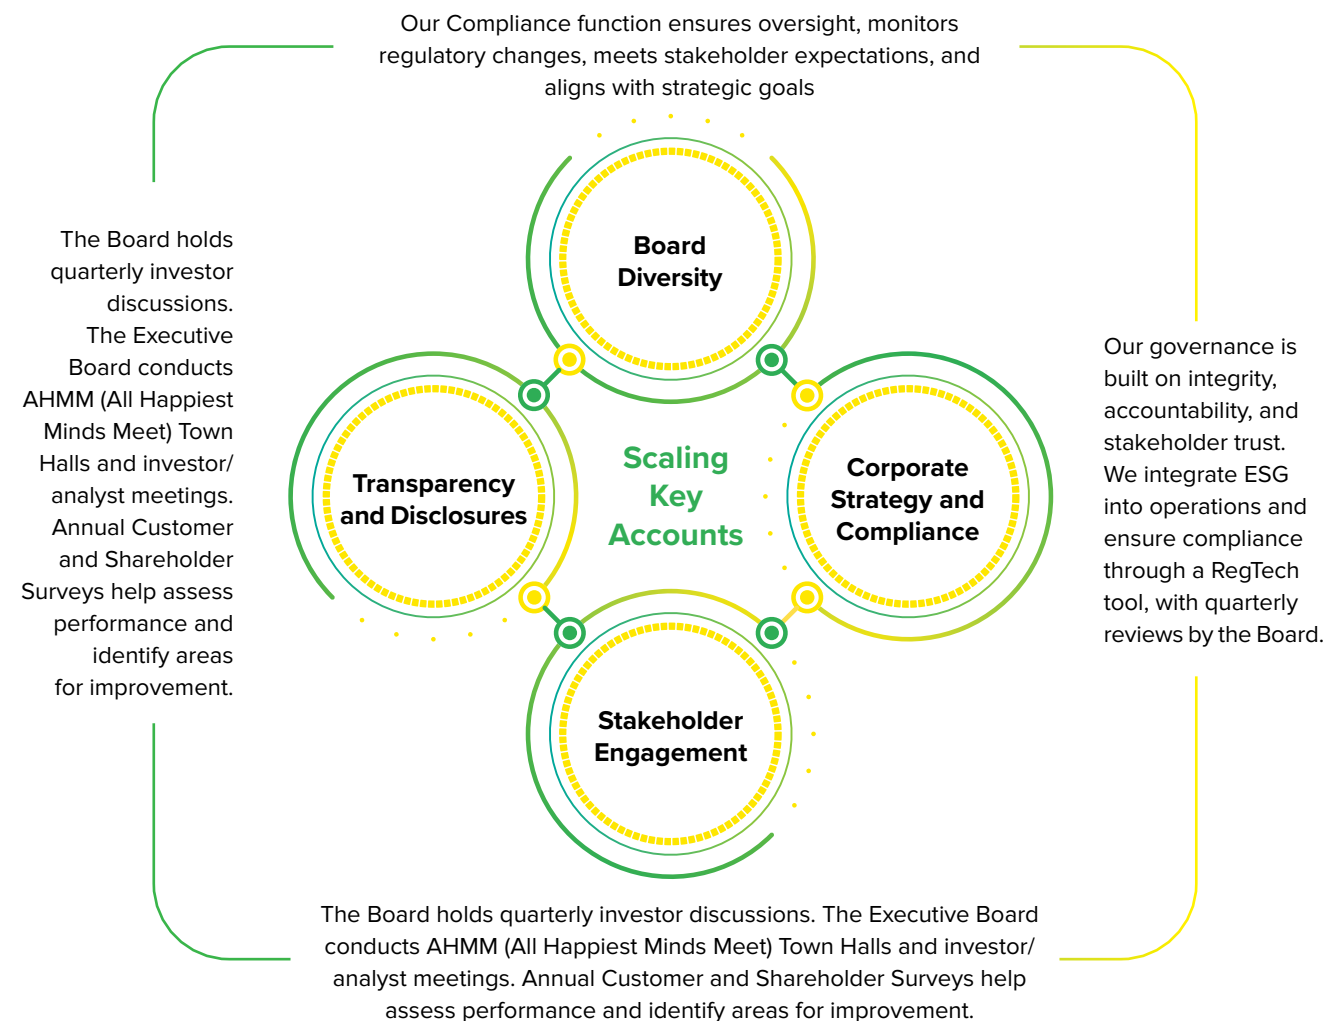 Our Compliance function ensures oversight, monitors
regulatory changes, meets stakeholder expectations, and
aligns with strategic goals
Board
Diversity
The Board holds
quarterly investor
discussions.
The Executive
Board conducts
AHMM (All Happiest
Minds Meet) Town
Halls and investor/
analyst meetings.
Annual Customer
and Shareholder
Surveys help assess
performance and
identify areas
for improvement.
Transparency
and Disclosures
Scaling
Key
Accounts
Corporate
Strategy and
Compliance
Our governance is
built on integrity,
accountability, and
stakeholder trust.
We integrate ESG
into operations and
ensure compliance
through a RegTech
tool, with quarterly
reviews by the Board.
Stakeholder
Engagement
The Board holds quarterly investor discussions. The Executive Board
conducts AHMM (All Happiest Minds Meet) Town Halls and investor/
analyst meetings. Annual Customer and Shareholder Surveys help
assess performance and identify areas for improvement.